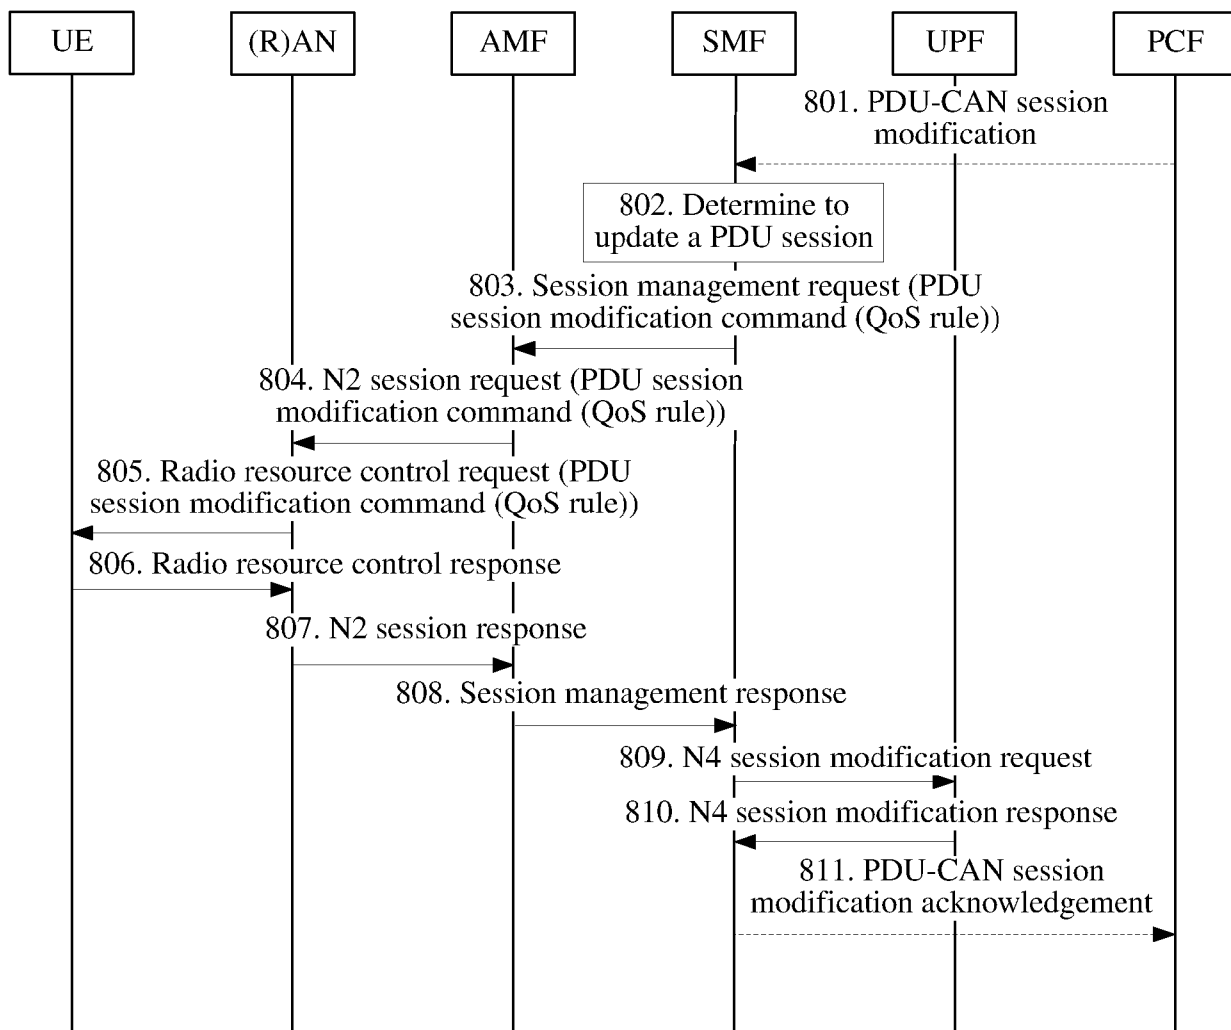 UE
(R)AN
AMF
SMF
UPF
PCF
801. PDU-CAN session
modification
802. Determine to
update a PDU session
803. Session management request (PDU
session modification command (QoS rule))
804. N2 session request (PDU session
modification command (QoS rule))
805. Radio resource control request (PDU
session modification command (QoS rule))
806. Radio resource control response
807. N2 session response
808. Session management response
809. N4 session modification request
810. N4 session modification response
811. PDU-CAN session
modification acknowledgement